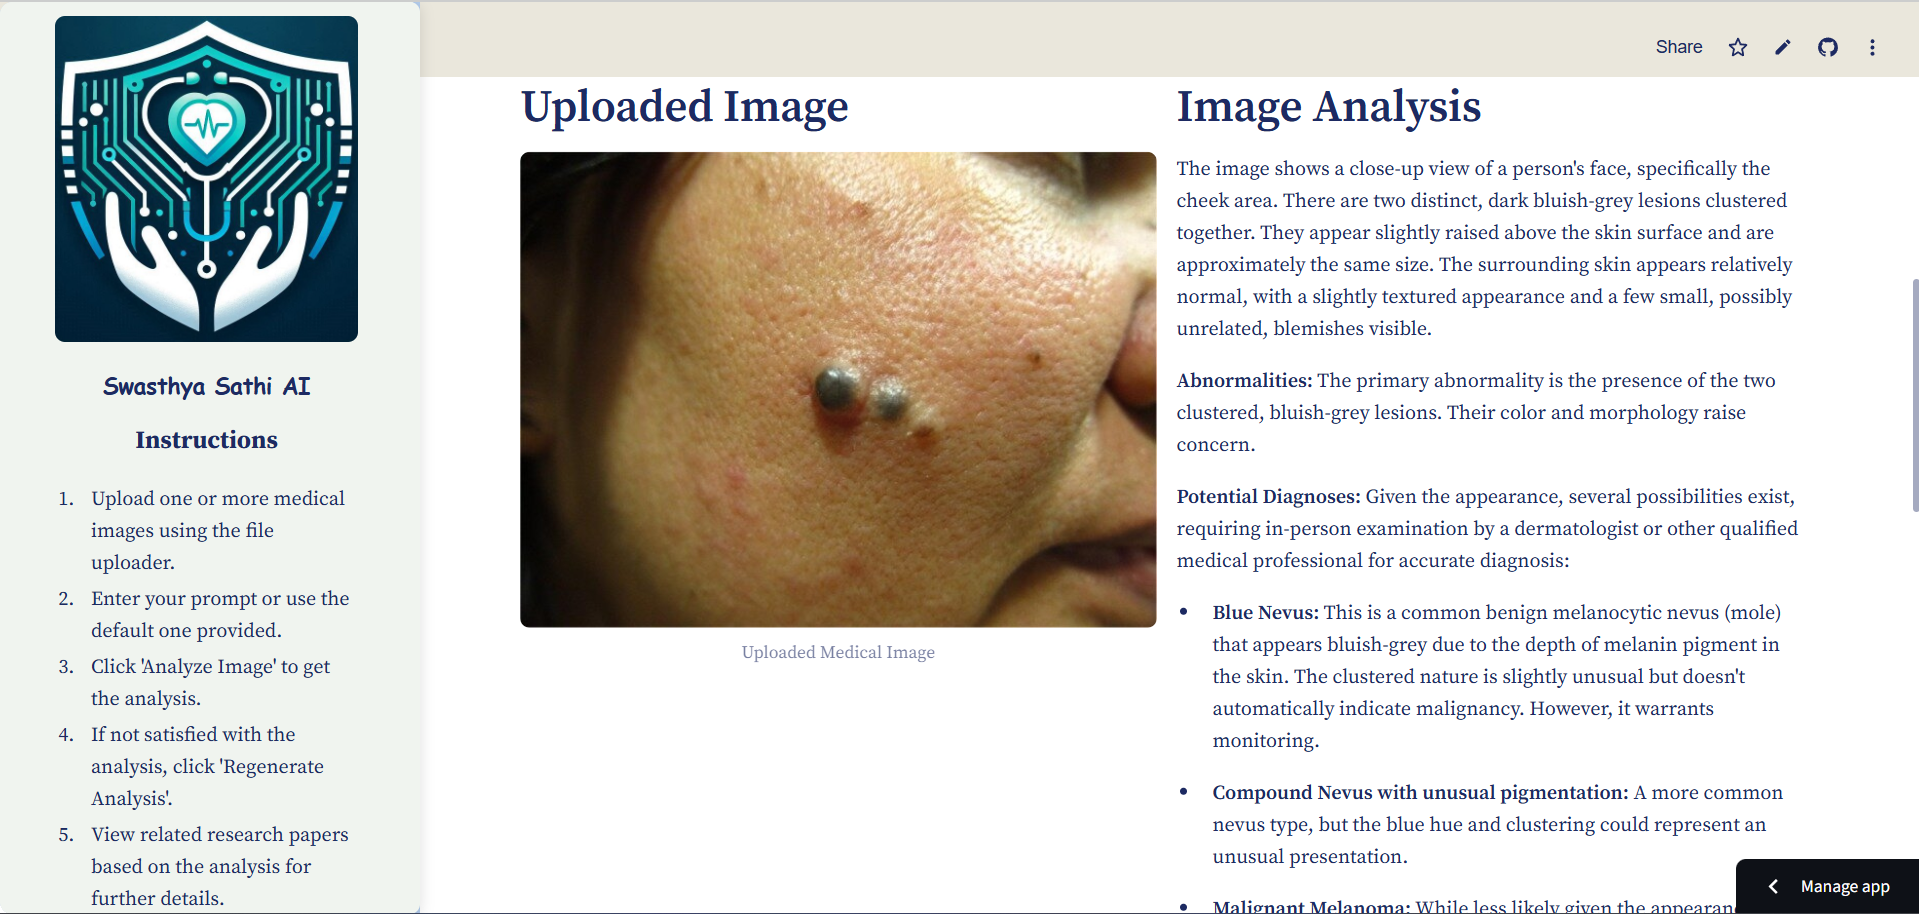 Swasthya Sathi AI
Instructions
1. Upload one or more medical
images using the file
uploader.
2. Enter your prompt or use the
default one provided.
3. Click 'Analyze Image' to get
the analysis.
4. If not satisfied with the
analysis, click 'Regenerate
Analysis'.
5. View related research papers
based on the analysis for
further details.
Share
Uploaded Image
Uploaded Medical Image
Image Analysis
The image shows a close-up view of a person's face, specifically the
cheek area. There are two distinct, dark bluish-grey lesions clustered
together. They appear slightly raised above the skin surface and are
approximately the same size. The surrounding skin appears relatively
normal, with a slightly textured appearance and a few small, possibly
unrelated, blemishes visible.
Abnormalities: The primary abnormality is the presence of the two
clustered, bluish-grey lesions. Their color and morphology raise
concern.
Potential Diagnoses: Given the appearance, several possibilities exist,
requiring in-person examination by a dermatologist or other qualified
medical professional for accurate diagnosis:
• Blue Nevus: This is a common benign melanocytic nevus (mole)
that appears bluish-grey due to the depth of melanin pigment in
the skin. The clustered nature is slightly unusual but doesn't
automatically indicate malignancy. However, it warrants
monitoring.
• Compound Nevus with unusual pigmentation: A more common
nevus type, but the blue hue and clustering could represent an
unusual presentation.
• Malignant Melanoma: While less likely given the
Manage app